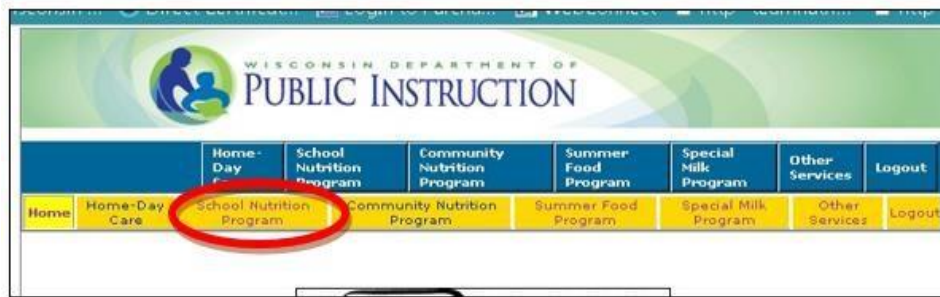 WISCONSIN DEPARTMENT OF
PUBLIC INSTRUCTION
Home-Day School Nutrition Program Community Nutrition Program Summer Food Program Special Milk Program Other Services Logout
Home Home-Day Care School Nutrition Program Community Nutrition Program Summer Food Program Special Milk Program Other Services Logout